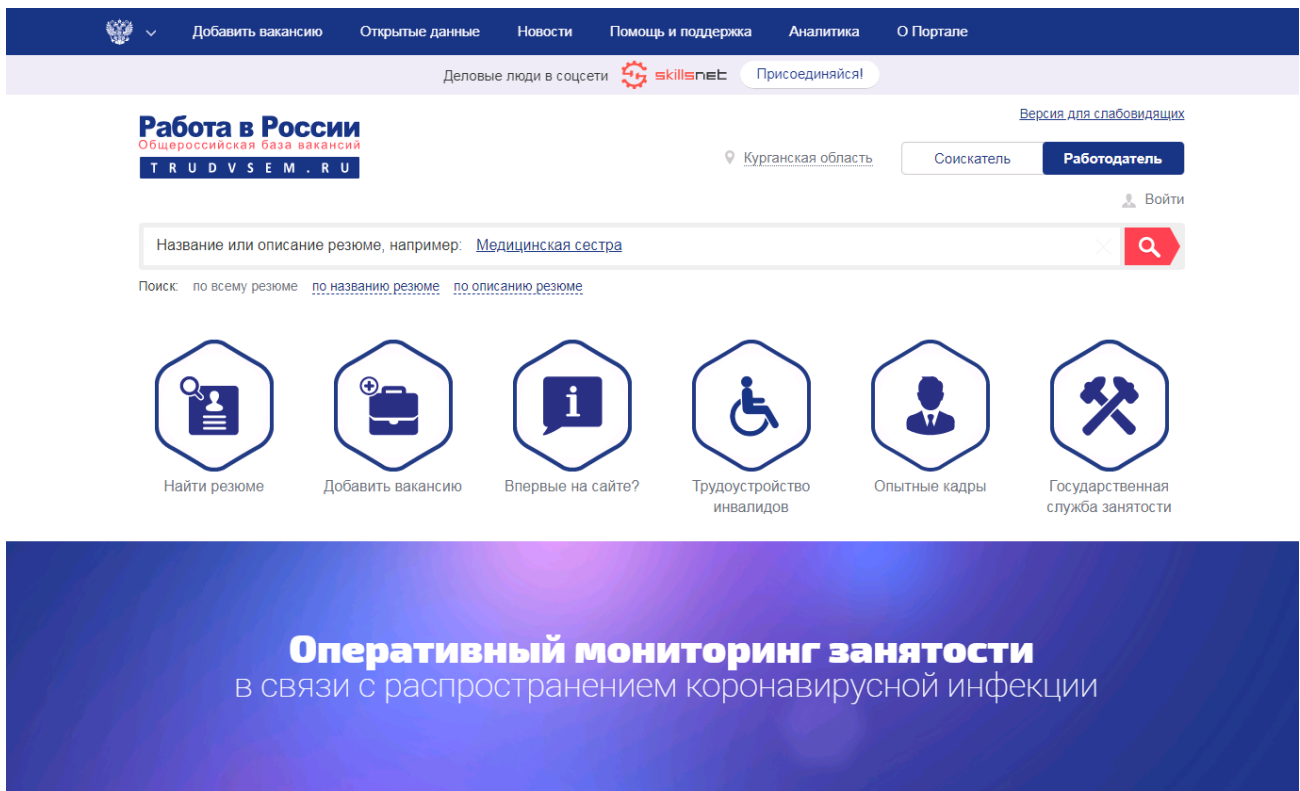 Добавить вакансию Открытые данные Новости Помощь и поддержка Аналитика О Портале
Деловые люди в соцсети skillsnet Присоединяйся!
Версия для слабовидящих
Работа в России
Общероссийская база вакансий
TRUDVSEM.RU
Курганская область Соискатель Работодатель
Войти
Название или описание резюме, например: Медицинская сестра
Поиск: по всему резюме по названию резюме по описанию резюме
Найти резюме Добавить вакансию Впервые на сайте? Трудоустройство Опытные кадры Государственная
инвалидов служба занятости
Оперативный мониторинг занятости
в связи с распространением коронавирусной инфекции